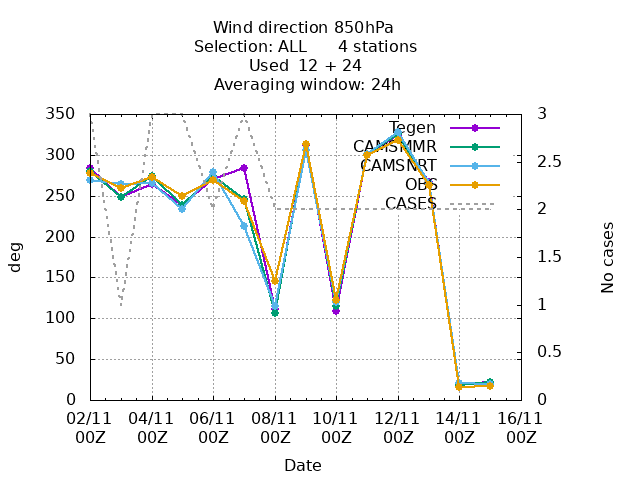 Wind direction 850hPa
Selection: ALL 4 stations
Used 12 + 24
Averaging window: 24h
350
300
250
200
150
100
50
0
deg
3
2.5
2
1.5
1
0.5
0
No cases
Tegen
CAMSMMR
CAMSNRT
OBS
CASES
02/11 04/11 06/11 08/11 10/11 12/11 14/11 16/11
00Z 00Z 00Z 00Z 00Z 00Z 00Z 00Z
Date